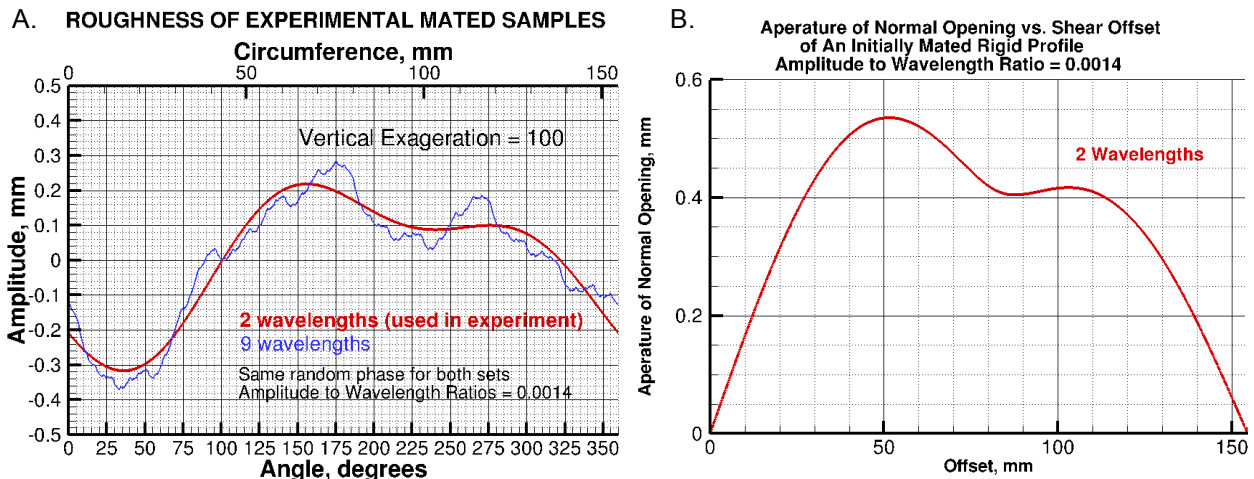 A. ROUGHNESS OF EXPERIMENTAL MATED SAMPLES
Circumference, mm
0 50 100 150
0.5
0.4
0.3
0.2
0.1
0
-0.1
-0.2
-0.3
-0.4
-0.5
Amplitude, mm
Vertical Exageration = 100
2 wavelengths (used in experiment)
9 wavelengths
Same random phase for both sets
Amplitude to Wavelength Ratios = 0.0014
0 25 50 75 100 125 150 175 200 225 250 275 300 325 350
Angle, degrees
B.
Aperature of Normal Opening vs. Shear Offset
of An Initially Mated Rigid Profile
Amplitude to Wavelength Ratio = 0.0014
0.6
0.4
0.2
0
Aperature of Normal Opening, mm
2 Wavelengths
0 50 100 150
Offset, mm